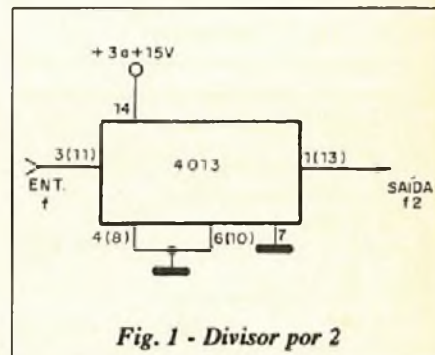 +3a+15V
14
3(11)
4013
1(13)
ENT.
f
SAÍDA
f2
4(8)
6(10)
7
Fig. 1 - Divisor por 2